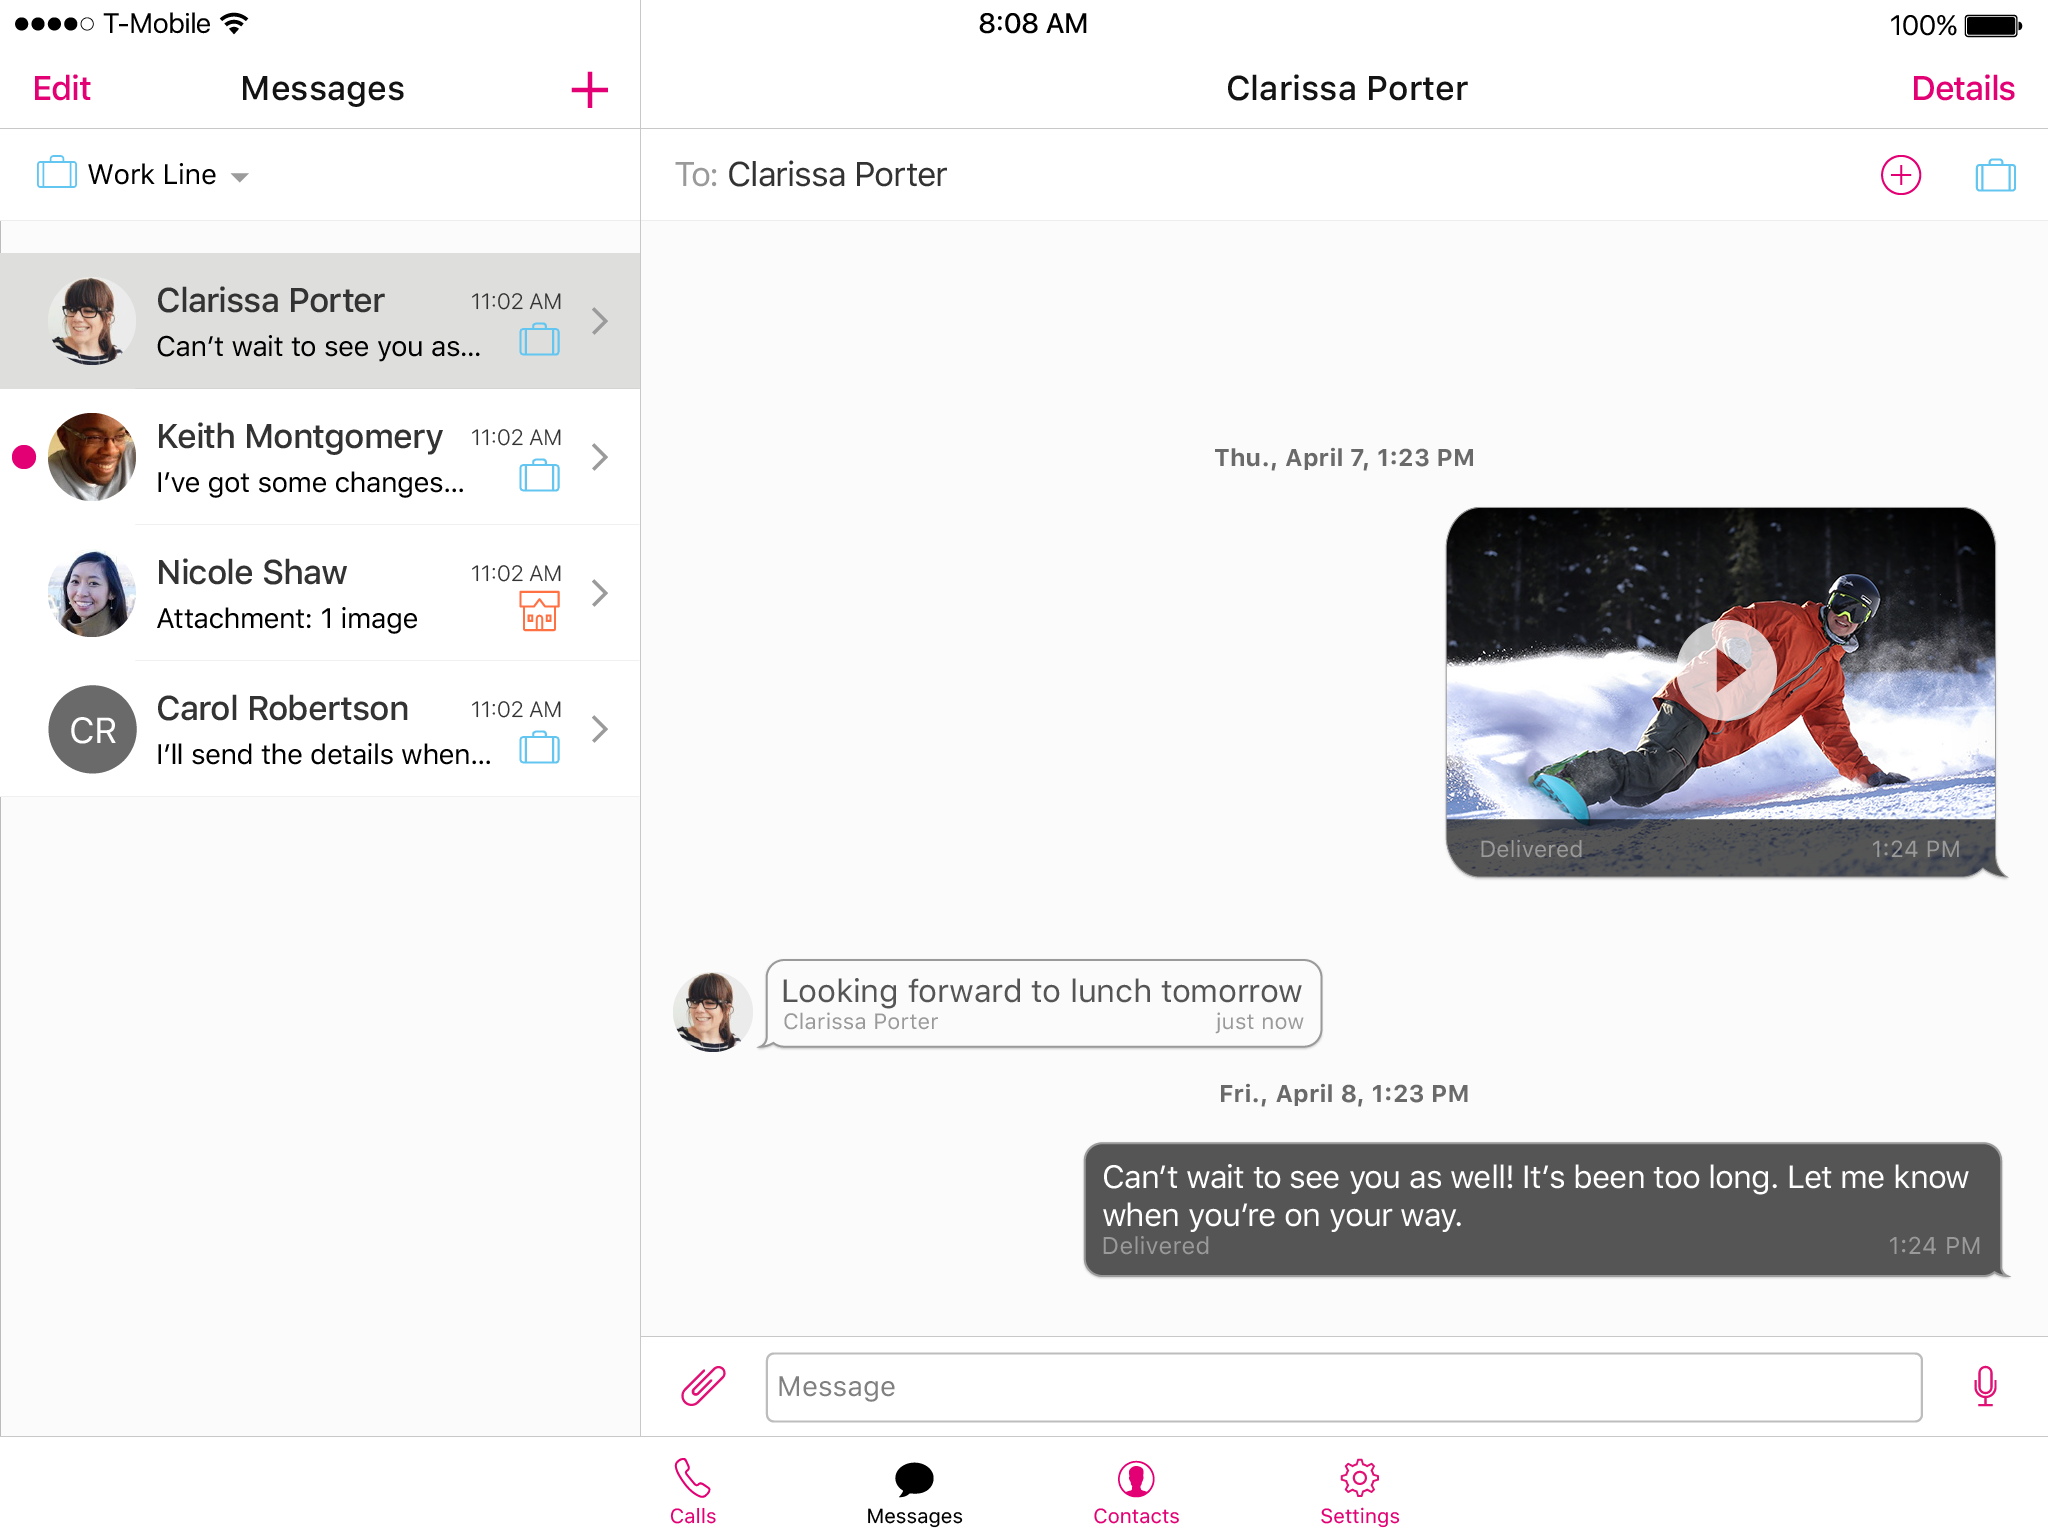 T-Mobile
8:08 AM
100%
Edit
Messages
Clarissa Porter
Details
Work Line
To: Clarissa Porter
Clarissa Porter
11:02 AM
Can’t wait to see you as...
Keith Montgomery
11:02 AM
I’ve got some changes...
Nicole Shaw
11:02 AM
Attachment: 1 image
CR
Carol Robertson
11:02 AM
I’ll send the details when...
Thu., April 7, 1:23 PM
Delivered
1:24 PM
Looking forward to lunch tomorrow
Clarissa Porter
just now
Fri., April 8, 1:23 PM
Can’t wait to see you as well! It’s been too long. Let me know
when you’re on your way.
Delivered
1:24 PM
Message
Calls
Messages
Contacts
Settings